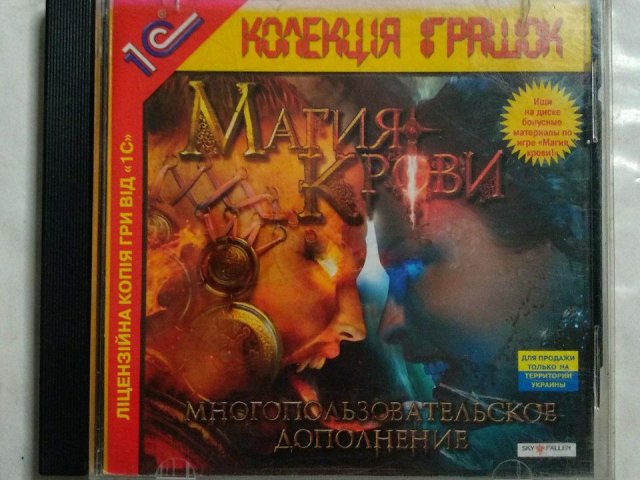 1С®
КОЛЕКЦІЯ ІГРАШОК
ЛІЦЕНЗІЙНА КОПІЯ ГРИ ВІД «1С»
МАГИЯ
КРОВИ
Ищи
на диске
бонусные
материалы по
игре «Магия
крови!»
ДЛЯ ПРОДАЖИ
ТОЛЬКО НА
ТЕРРИТОРИИ
УКРАИНЫ
МНОГОПОЛЬЗОВАТЕЛЬСКОЕ
ДОПОЛНЕНИЕ
SKY FALLEN